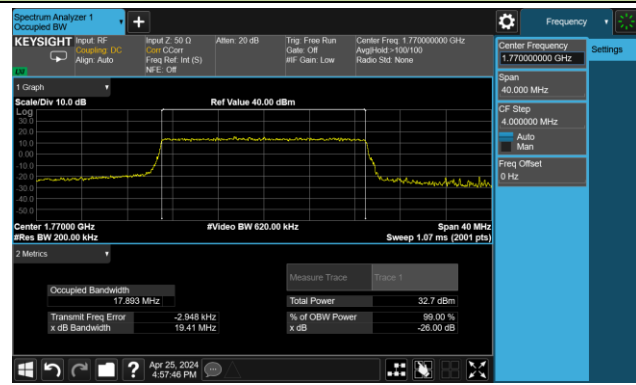 Spectrum Analyzer 1
Occupied BW
Frequency
KEYSIGHT
Input: RF
Coupling: DC
Align: Auto
Input Z: 50 Ω
Corr CCorr
Freq Ref: Int (S)
NFE: Off
Atten: 20 dB
Trig: Free Run
Gate: Off
#IF Gain: Low
Center Freq: 1.770000000 GHz
Avg|Hold:>100/100
Radio Std: None
Center Frequency
1.770000000 GHz
Settings
Span
40.000 MHz
CF Step
4.000000 MHz
Auto
Man
Freq Offset
0 Hz
1 Graph
Scale/Div 10.0 dB
Ref Value 40.00 dBm
Log
30.0
20.0
10.0
0.00
-10.0
-20.0
-30.0
-40.0
-50.0
Center 1.77000 GHz
#Video BW 620.00 kHz
Span 40 MHz
#Res BW 200.00 kHz
Sweep 1.07 ms (2001 pts)
2 Metrics
Measure Trace
Trace 1
Occupied Bandwidth
17.893 MHz
Total Power
32.7 dBm
Transmit Freq Error
-2.948 kHz
% of OBW Power
99.00 %
x dB Bandwidth
19.41 MHz
x dB
-26.00 dB
?
Apr 25, 2024
4:57:46 PM